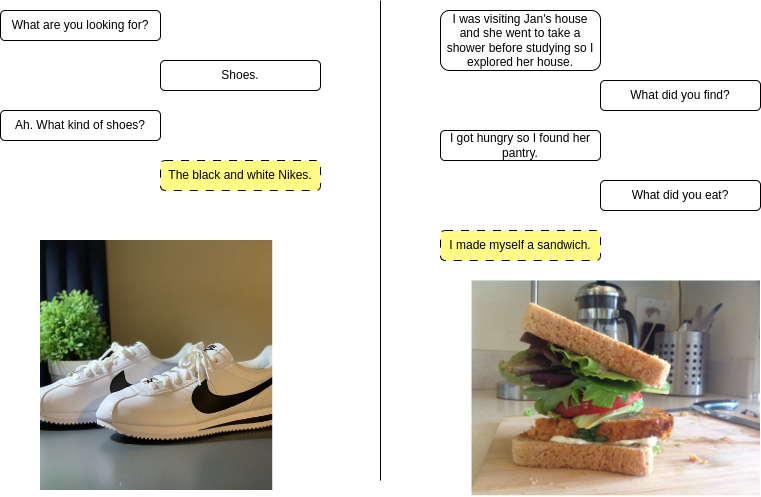 What are you looking for?
Shoes.
Ah. What kind of shoes?
The black and white Nikes.
I was visiting Jan's house
and she went to take a
shower before studying so I
explored her house.
What did you find?
I got hungry so I found her
pantry.
What did you eat?
I made myself a sandwich.